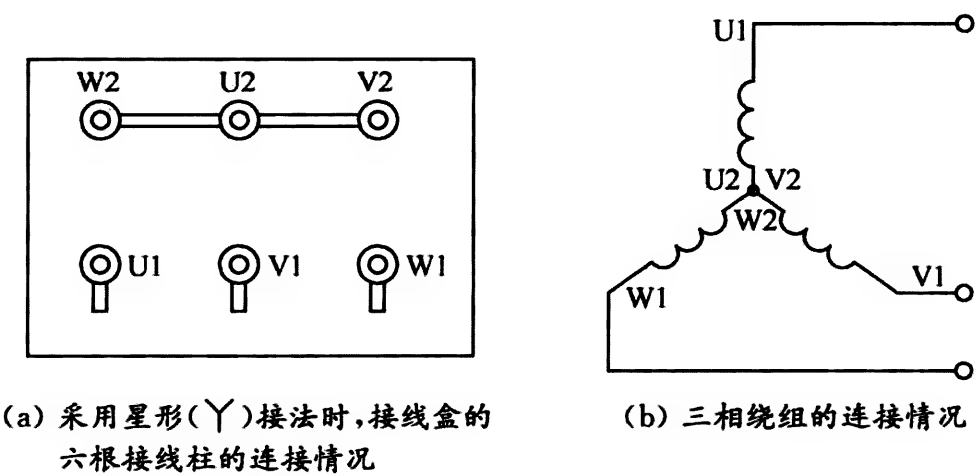 W2 U2 V2
U1 V1 W1
(a) 采用星形(丫)接法时,接线盒的
六根接线柱的连接情况
U1
U2 V2
W2
W1
V1
(b) 三相绕组的连接情况